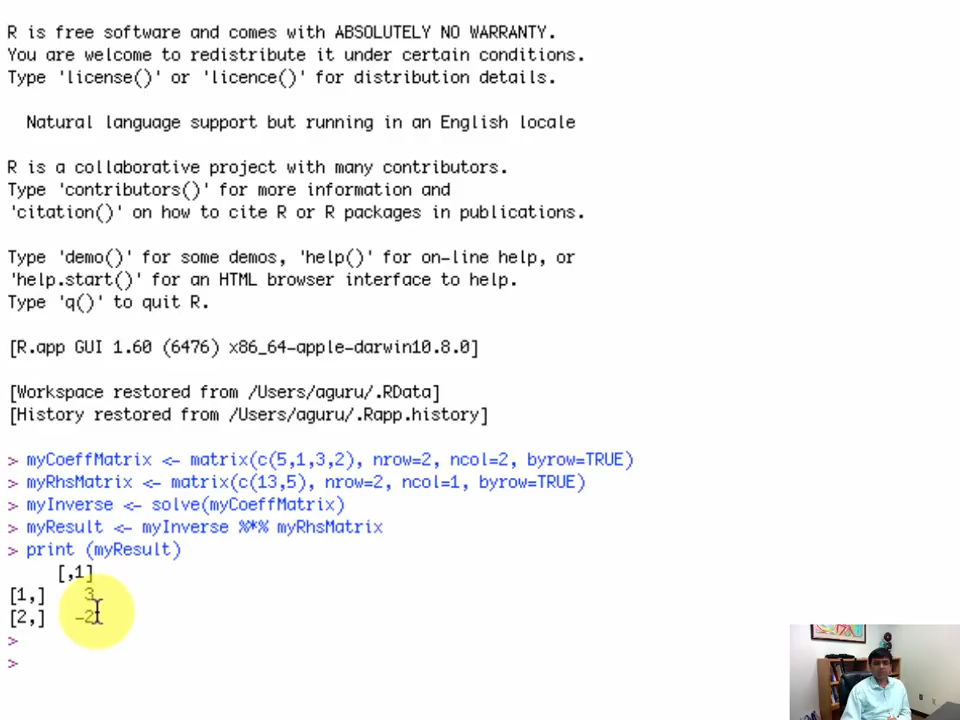 R is free software and comes with ABSOLUTELY NO WARRANTY.
You are welcome to redistribute it under certain conditions.
Type 'license()' or 'licence()' for distribution details.
Natural language support but running in an English locale
R is a collaborative project with many contributors.
Type 'contributors()' for more information and
'citation()' on how to cite R or R packages in publications.
Type 'demo()' for some demos, 'help()' for on-line help, or
'help.start()' for an HTML browser interface to help.
Type 'q()' to quit R.
[R.app GUI 1.60 (6476) x86_64-apple-darwin10.8.0]
[Workspace restored from /Users/aguru/.RData]
[History restored from /Users/aguru/.Rapp.history]
> myCoeffMatrix <- matrix(c(5,1,3,2), nrow=2, ncol=2, byrow=TRUE)
> myRhsMatrix <- matrix(c(13,5), nrow=2, ncol=1, byrow=TRUE)
> myInverse <- solve(myCoeffMatrix)
> myResult <- myInverse %*% myRhsMatrix
> print (myResult)
[,1]
[1,] 3
[2,] -2
>
>